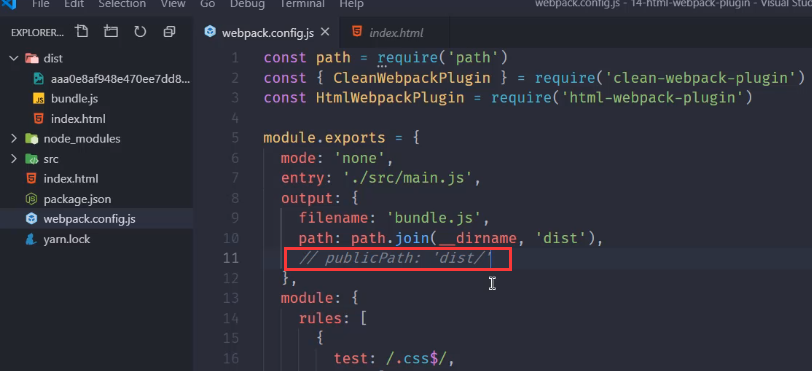 File Edit Selection View Go Debug Terminal Help webpack.config.js - 14-html-webpack-plugin - Visual Studi
EXPLORER... webpack.config.js index.html
dist
aaa0e8af948e470ee7dd8...
bundle.js
index.html
node_modules
src
index.html
package.json
webpack.config.js
yarn.lock
1 const path = require('path')
2 const { CleanWebpackPlugin } = require('clean-webpack-plugin')
3 const HtmlWebpackPlugin = require('html-webpack-plugin')
4
5 module.exports = {
6 mode: 'none',
7 entry: './src/main.js',
8 output: {
9 filename: 'bundle.js',
10 path: path.join(__dirname, 'dist'),
11 // publicPath: 'dist/'
12 },
13 module: {
14 rules: [
15 {
16 test: /.css$/,